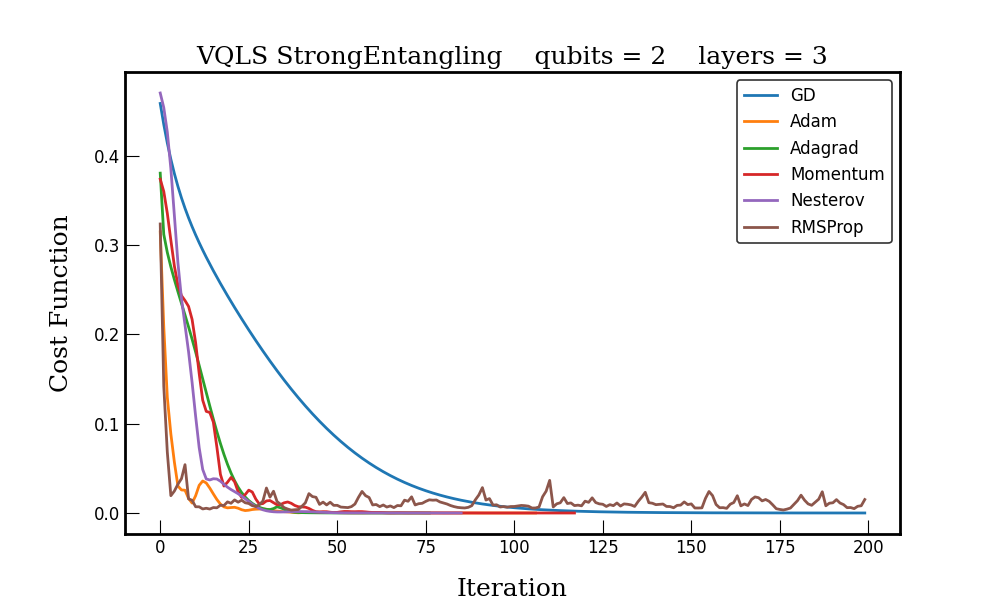 VQLS StrongEntangling qubits = 2 layers = 3
GD
Adam
Adagrad
Momentum
Nesterov
RMSProp
Cost Function
0.4
0.3
0.2
0.1
0.0
0 25 50 75 100 125 150 175 200
Iteration